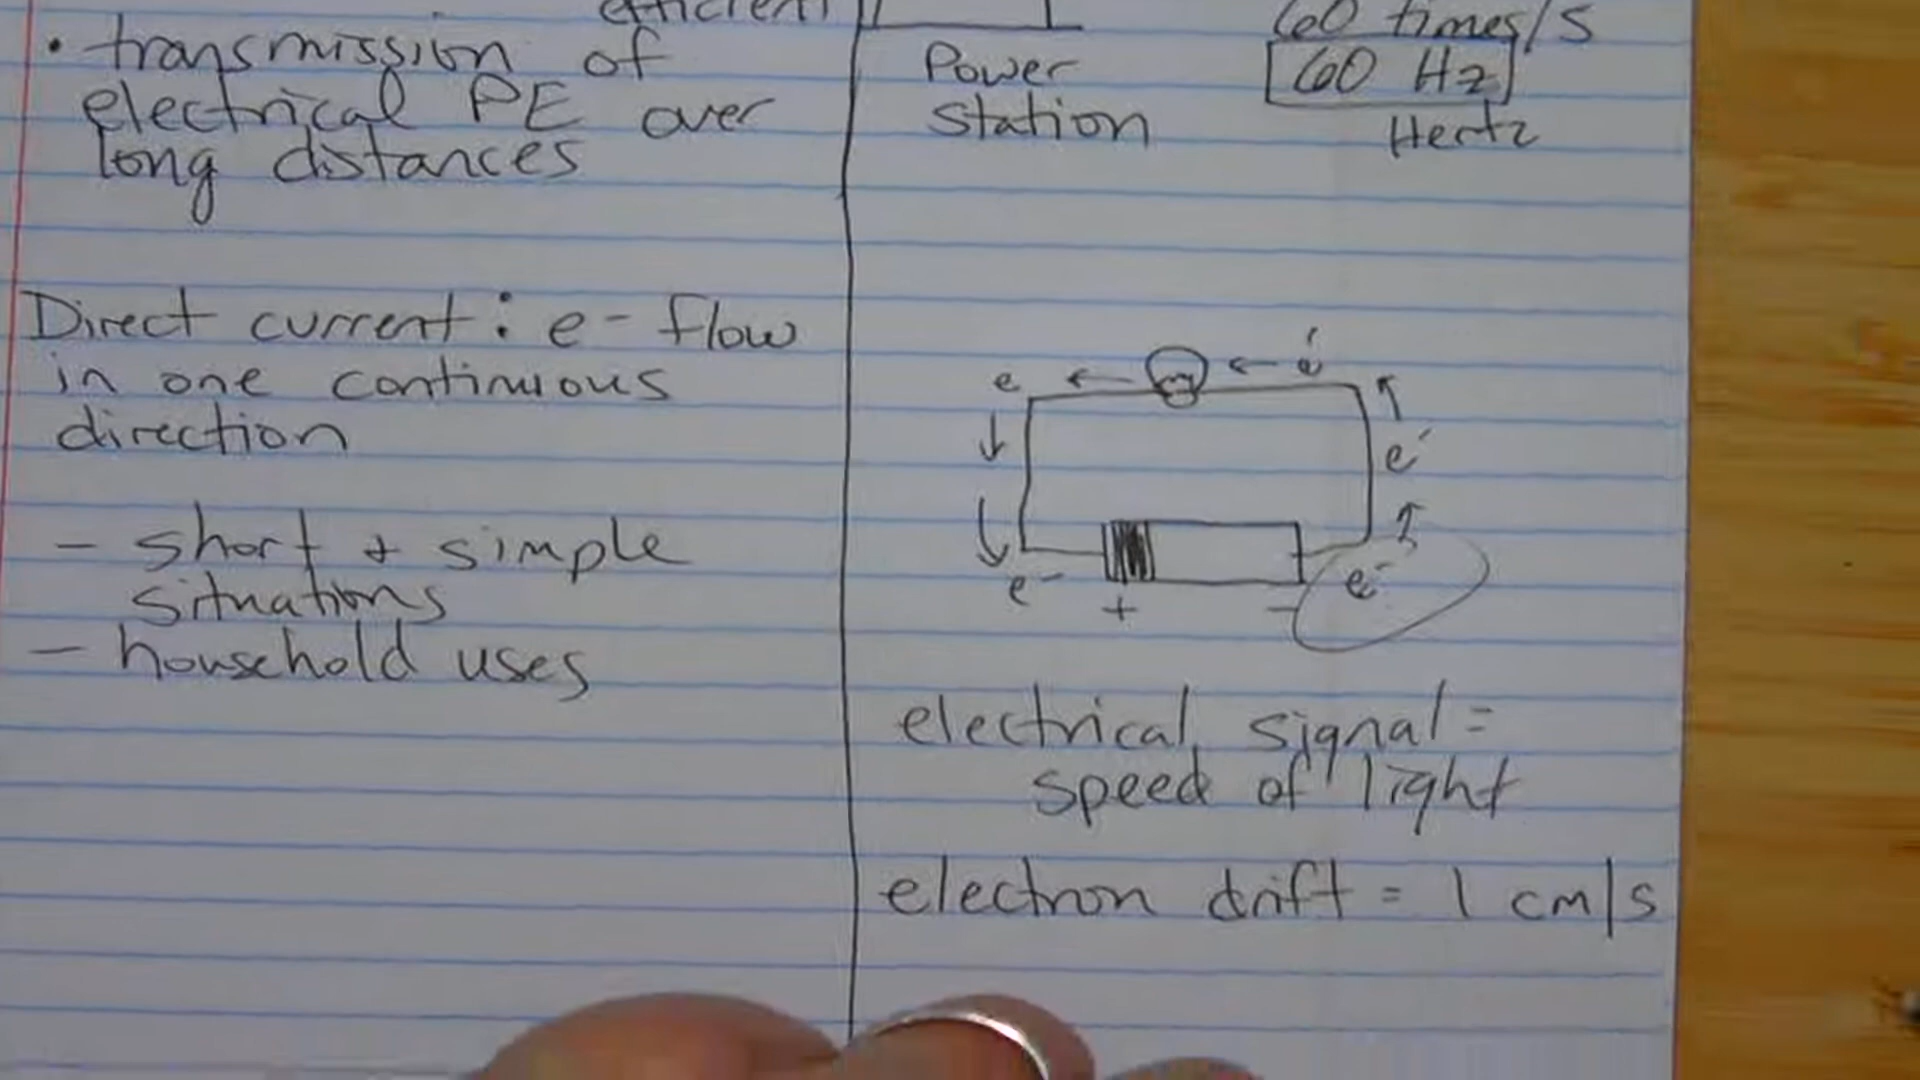 efficient
• transmission of
electrical PE over
long distances
Direct current : e- flow
in one continuous
direction
- short + simple
situations
- household uses
60 times/s
60 Hz
Hertz
Power
Station
e ← ← e-
e-
e- + - e-
electrical signal =
speed of light
electron drift = 1 cm/s